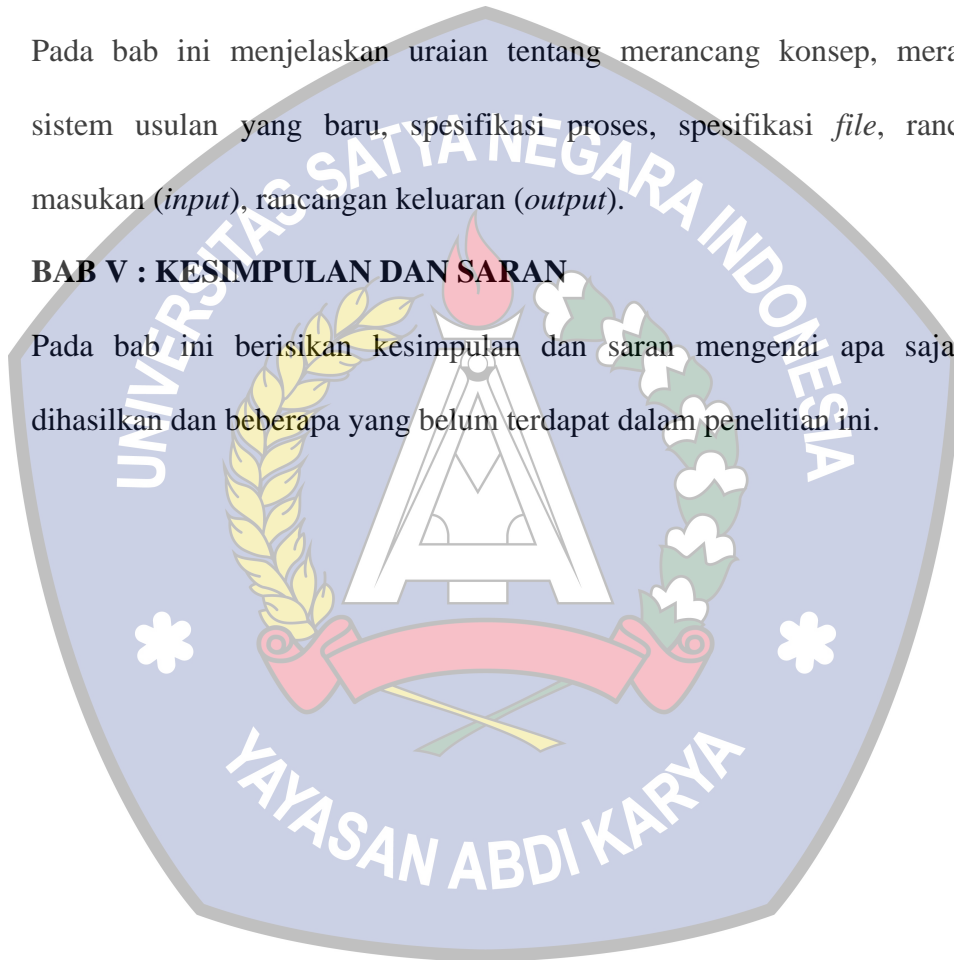 Pada bab ini menjelaskan uraian tentang merancang konsep, mera
sistem usulan yang baru, spesifikasi proses, spesifikasi file, ranc
masukan (input), rancangan keluaran (output).
BAB V : KESIMPULAN DAN SARAN
Pada bab ini berisikan kesimpulan dan saran mengenai apa saja
dihasilkan dan beberapa yang belum terdapat dalam penelitian ini.
UNIVERSITAS SATYA NEGARA INDONESIA
YAYASAN ABDI KARYA